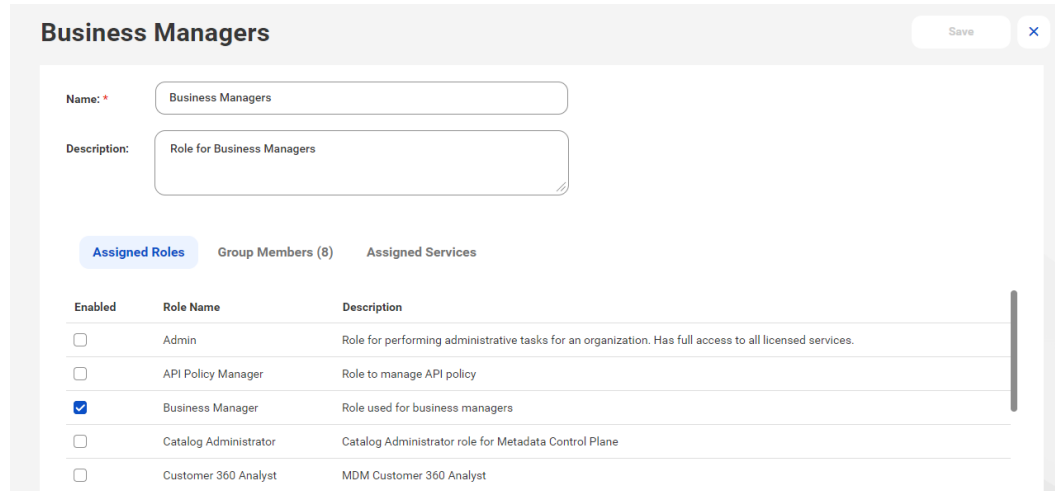 Business Managers
Save
Name: * Business Managers
Description: Role for Business Managers
Assigned Roles Group Members (8) Assigned Services
Enabled Role Name Description
Admin Role for performing administrative tasks for an organization. Has full access to all licensed services.
API Policy Manager Role to manage API policy
Business Manager Role used for business managers
Catalog Administrator Catalog Administrator role for Metadata Control Plane
Customer 360 Analyst MDM Customer 360 Analyst